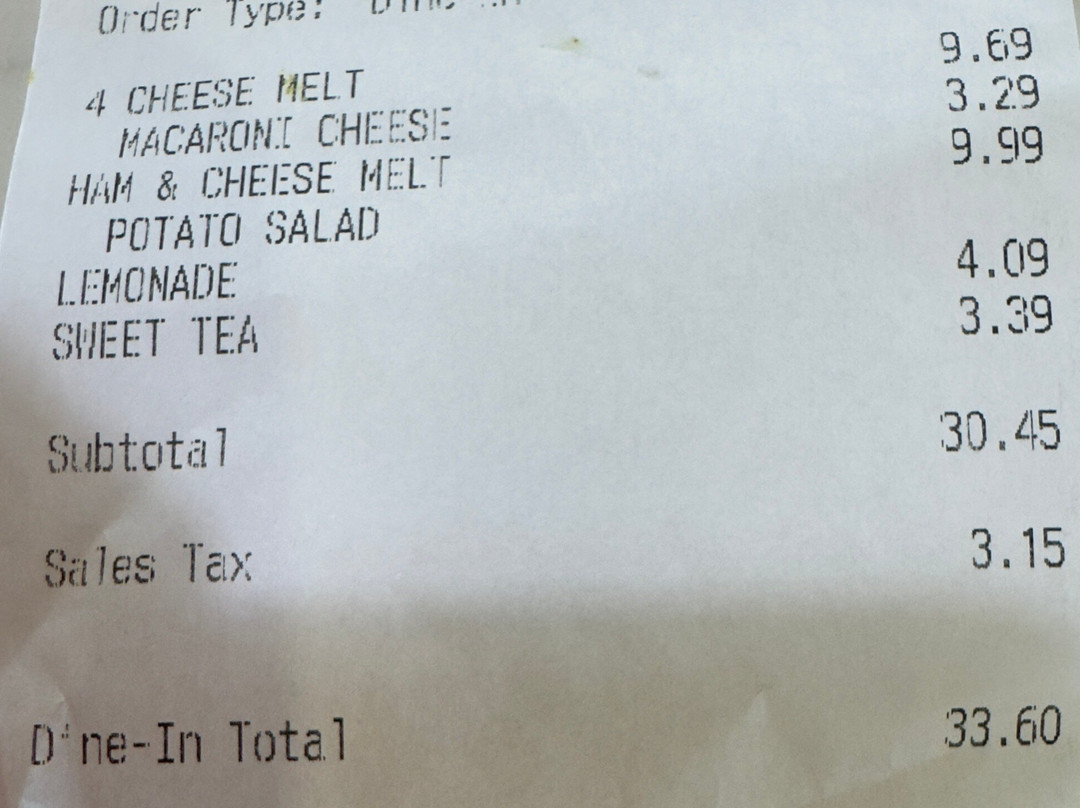 Order Type:
4 CHEESE MELT 9.69
MACARONI CHEESE 3.29
HAM & CHEESE MELT 9.99
POTATO SALAD
LEMONADE 4.09
SWEET TEA 3.39
Subtotal 30.45
Sales Tax 3.15
Dine-In Total 33.60